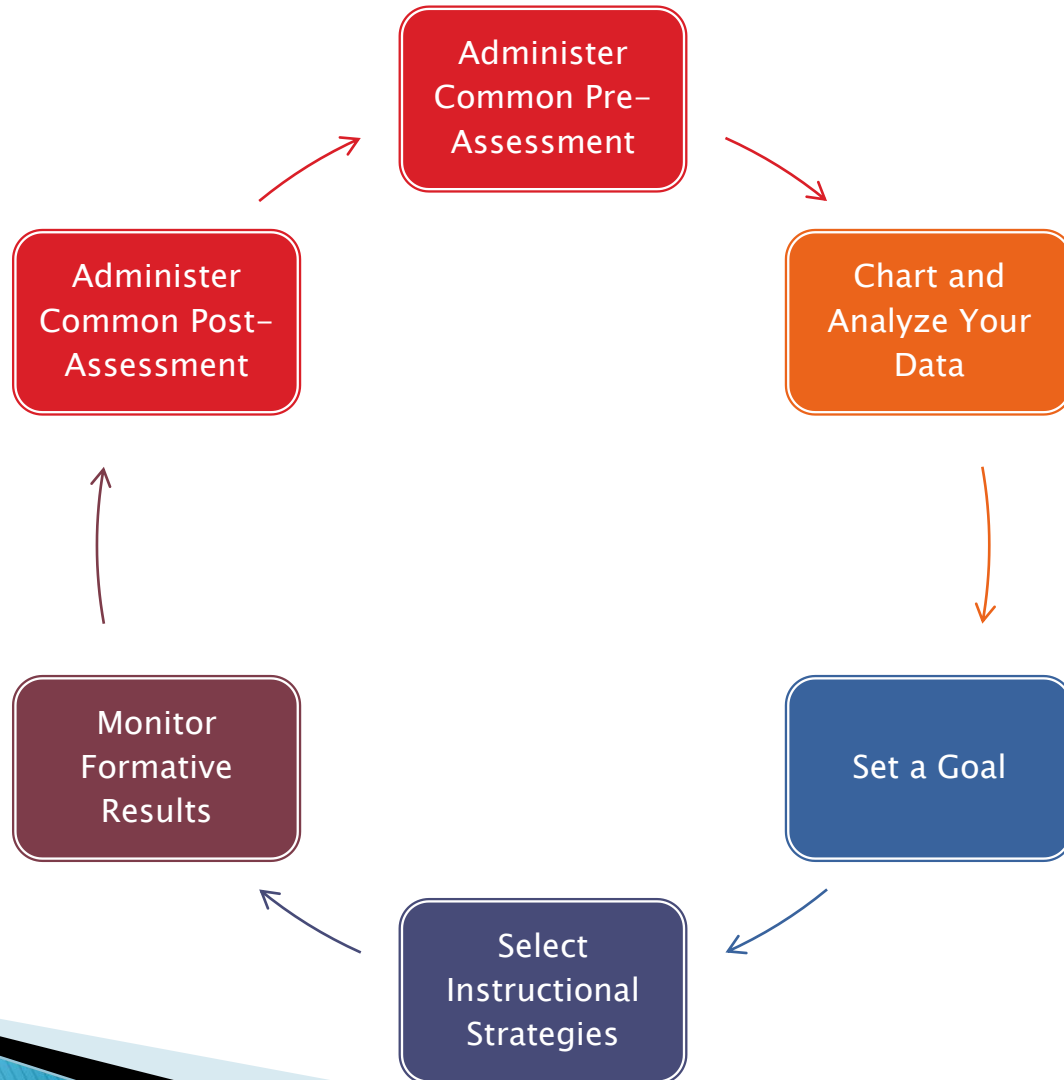 Administer
Common Pre-
Assessment
Chart and
Analyze Your
Data
Set a Goal
Select
Instructional
Strategies
Monitor
Formative
Results
Administer
Common Post-
Assessment